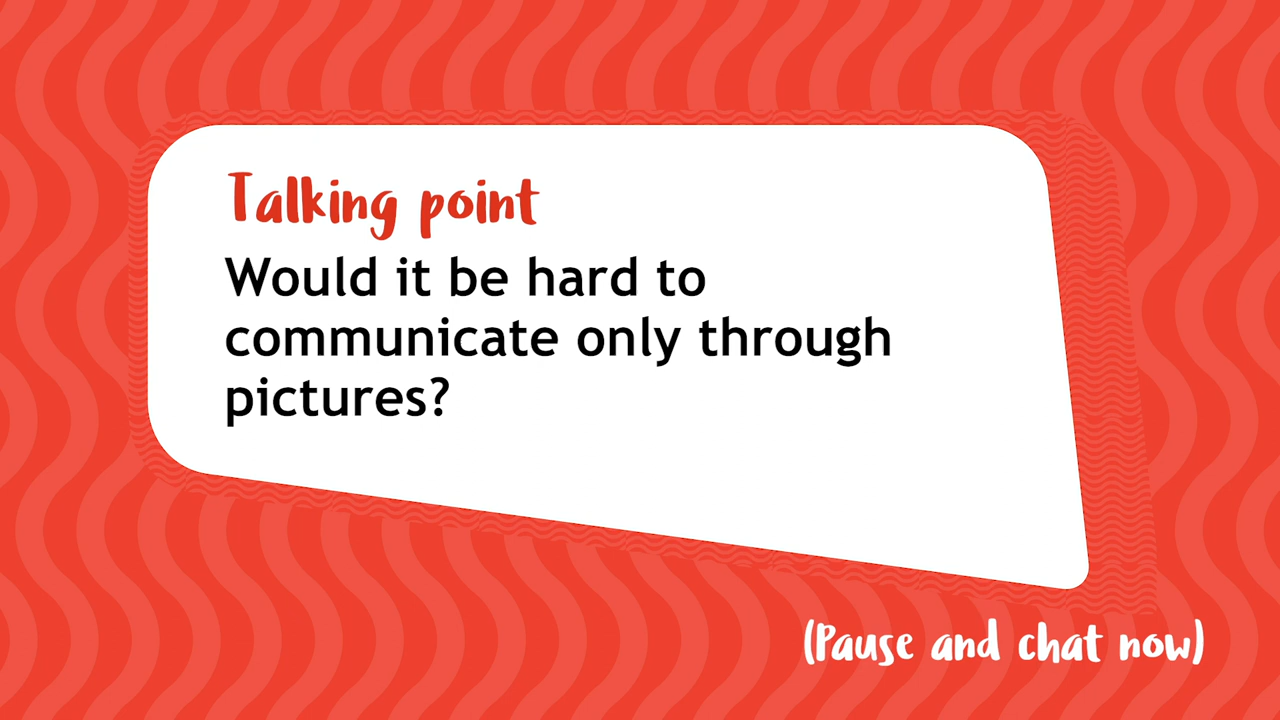 Talking point
Would it be hard to
communicate only through
pictures?
(Pause and chat now)